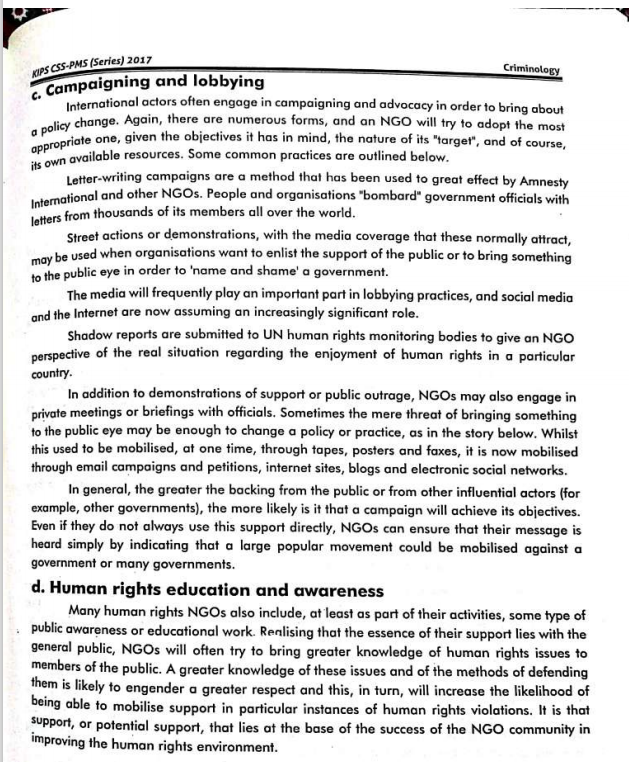 KIPS CSS-PMS (Series) 2017
Criminology
c. Campaigning and lobbying
International actors often engage in campaigning and advocacy in order to bring about
a policy change. Again, there are numerous forms, and an NGO will try to adopt the most
appropriate one, given the objectives it has in mind, the nature of its "target", and of course,
its own available resources. Some common practices are outlined below.
Letter-writing campaigns are a method that has been used to great effect by Amnesty
International and other NGOs. People and organisations "bombard" government officials with
letters from thousands of its members all over the world.
Street actions or demonstrations, with the media coverage that these normally attract,
may be used when organisations want to enlist the support of the public or to bring something
to the public eye in order to 'name and shame' a government.
The media will frequently play an important part in lobbying practices, and social media
and the Internet are now assuming an increasingly significant role.
Shadow reports are submitted to UN human rights monitoring bodies to give an NGO
perspective of the real situation regarding the enjoyment of human rights in a particular
country.
In addition to demonstrations of support or public outrage, NGOs may also engage in
private meetings or briefings with officials. Sometimes the mere threat of bringing something
to the public eye may be enough to change a policy or practice, as in the story below. Whilst
this used to be mobilised, at one time, through tapes, posters and faxes, it is now mobilised
through email campaigns and petitions, internet sites, blogs and electronic social networks.
In general, the greater the backing from the public or from other influential actors (for
example, other governments), the more likely is it that a campaign will achieve its objectives.
Even if they do not always use this support directly, NGOs can ensure that their message is
heard simply by indicating that a large popular movement could be mobilised against a
government or many governments.
d. Human rights education and awareness
Many human rights NGOs also include, at least as part of their activities, some type of
public awareness or educational work. Realising that the essence of their support lies with the
general public, NGOs will often try to bring greater knowledge of human rights issues to
members of the public. A greater knowledge of these issues and of the methods of defending
them is likely to engender a greater respect and this, in turn, will increase the likelihood of
being able to mobilise support in particular instances of human rights violations. It is that
support, or potential support, that lies at the base of the success of the NGO community in
improving the human rights environment.